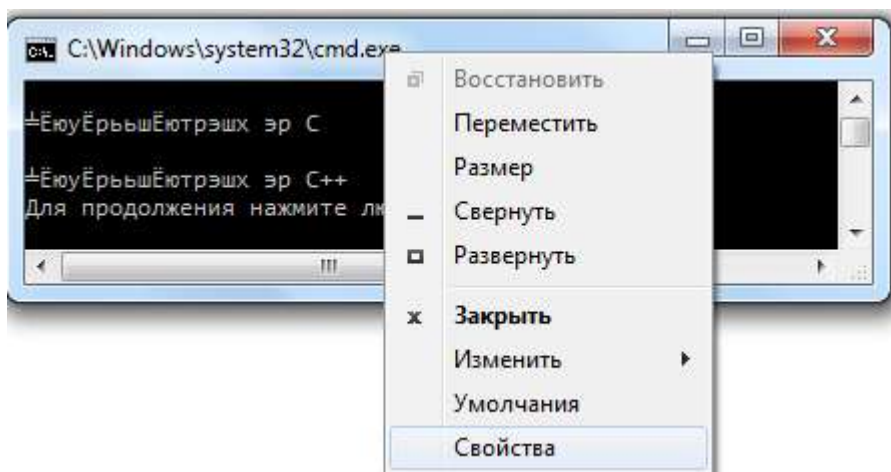 C:\Windows\system32\cmd.exe
╧ЁюуЁрььшЁютрэшх эр C
╧ЁюуЁрььшЁютрэшх эр C++
Для продолжения нажмите
Восстановить
Переместить
Размер
Свернуть
Развернуть
Закрыть
Изменить
Умолчания
Свойства